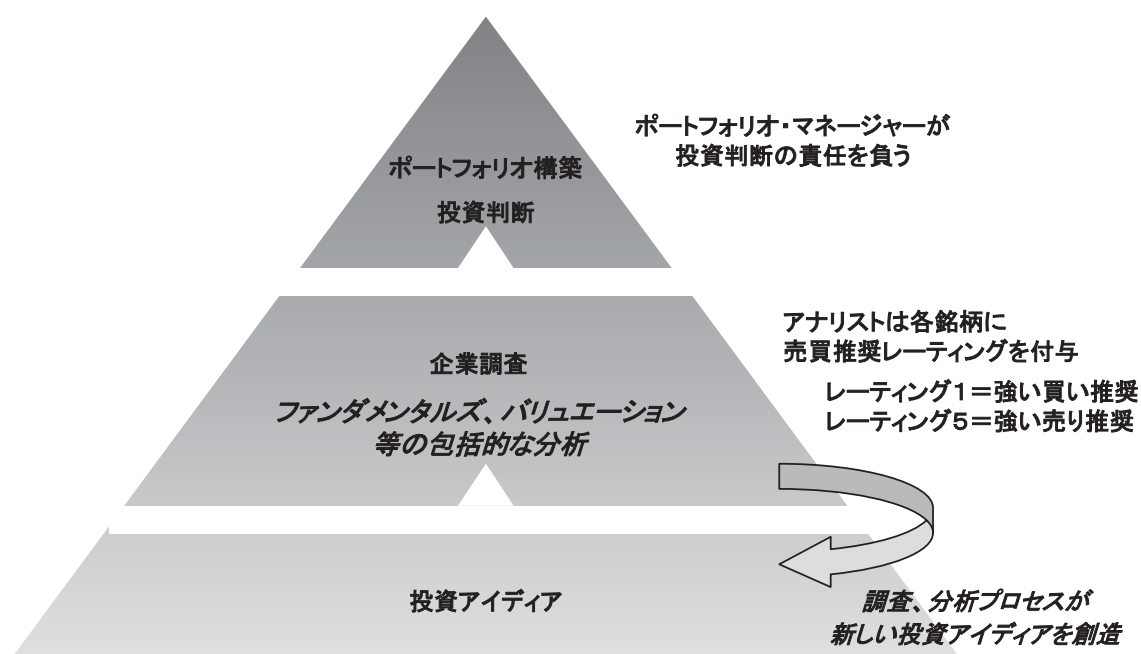 ポートフォリオ・マネージャーが
投資判断の責任を負う
ポートフォリオ構築
投資判断
アナリストは各銘柄に
売買推奨レーティングを付与
レーティング1=強い買い推奨
レーティング5=強い売り推奨
企業調査
ファンダメンタルズ、バリュエーション
等の包括的な分析
投資アイディア
調査、分析プロセスが
新しい投資アイディアを創造